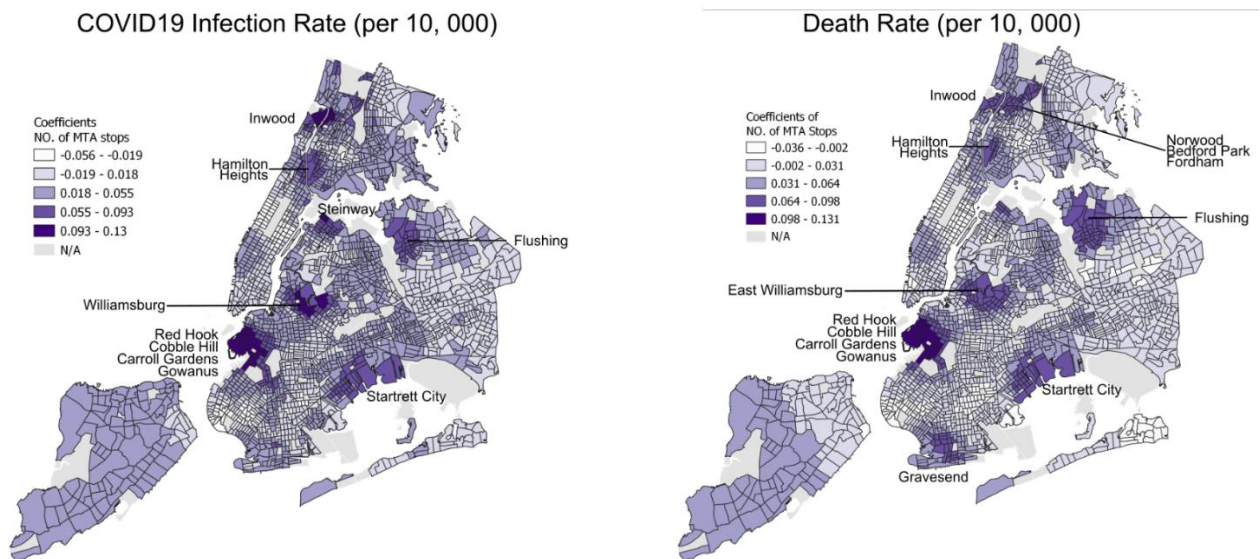 COVID19 Infection Rate (per 10, 000)
Coefficients
NO. of MTA Stops
-0.056 - -0.019
-0.019 - 0.018
0.018 - 0.055
0.055 - 0.093
0.093 - 0.13
N/A
Inwood
Hamilton
Heights
Steinway
Flushing
Williamsburg
Red Hook
Cobble Hill
Carroll Gardens
Gowanus
Startrett City
Death Rate (per 10, 000)
Coefficients of
NO. of MTA Stops
-0.036 - -0.002
-0.002 - 0.031
0.031 - 0.064
0.064 - 0.098
0.098 - 0.131
N/A
Inwood
Hamilton
Heights
Norwood
Bedford Park
Fordham
Flushing
East Williamsburg
Red Hook
Cobble Hill
Carroll Gardens
Gowanus
Startrett City
Gravesend